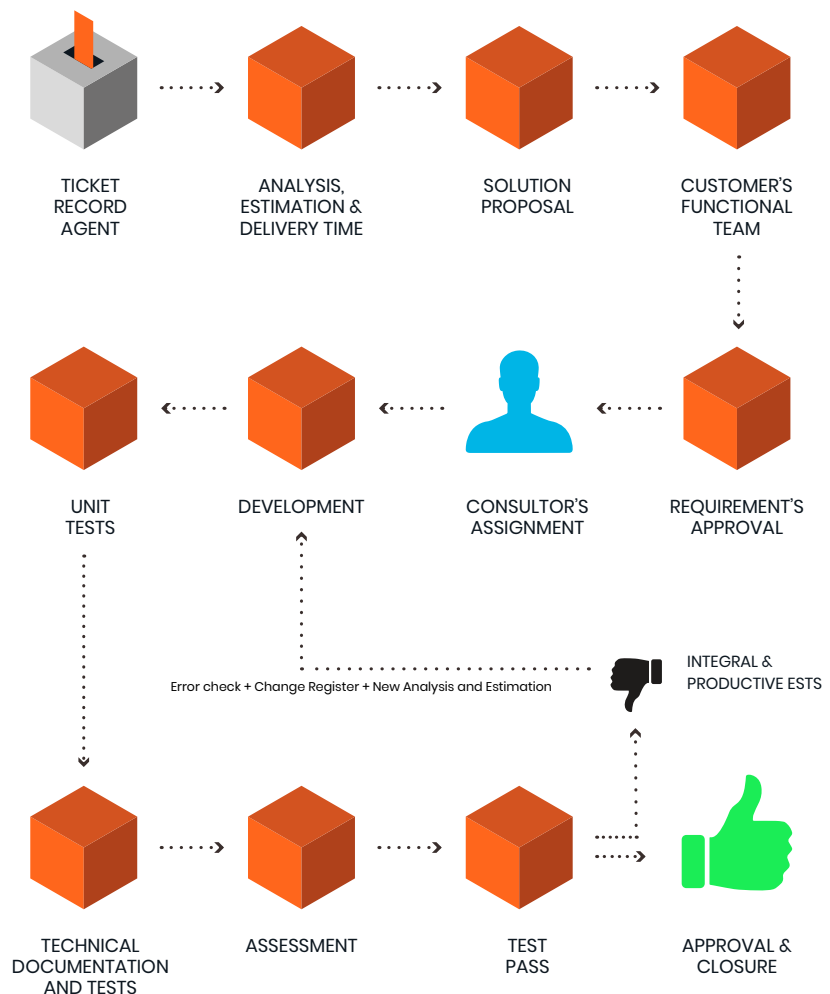 TICKET
RECORD
AGENT
ANALYSIS,
ESTIMATION &
DELIVERY TIME
SOLUTION
PROPOSAL
CUSTOMER’S
FUNCTIONAL
TEAM
UNIT
TESTS
DEVELOPMENT
CONSULTOR’S
ASSIGNMENT
REQUIREMENT’S
APPROVAL
INTEGRAL &
PRODUCTIVE ESTS
Error check + Change Register + New Analysis and Estimation
TECHNICAL
DOCUMENTATION
AND TESTS
ASSESSMENT
TEST
PASS
APPROVAL &
CLOSURE